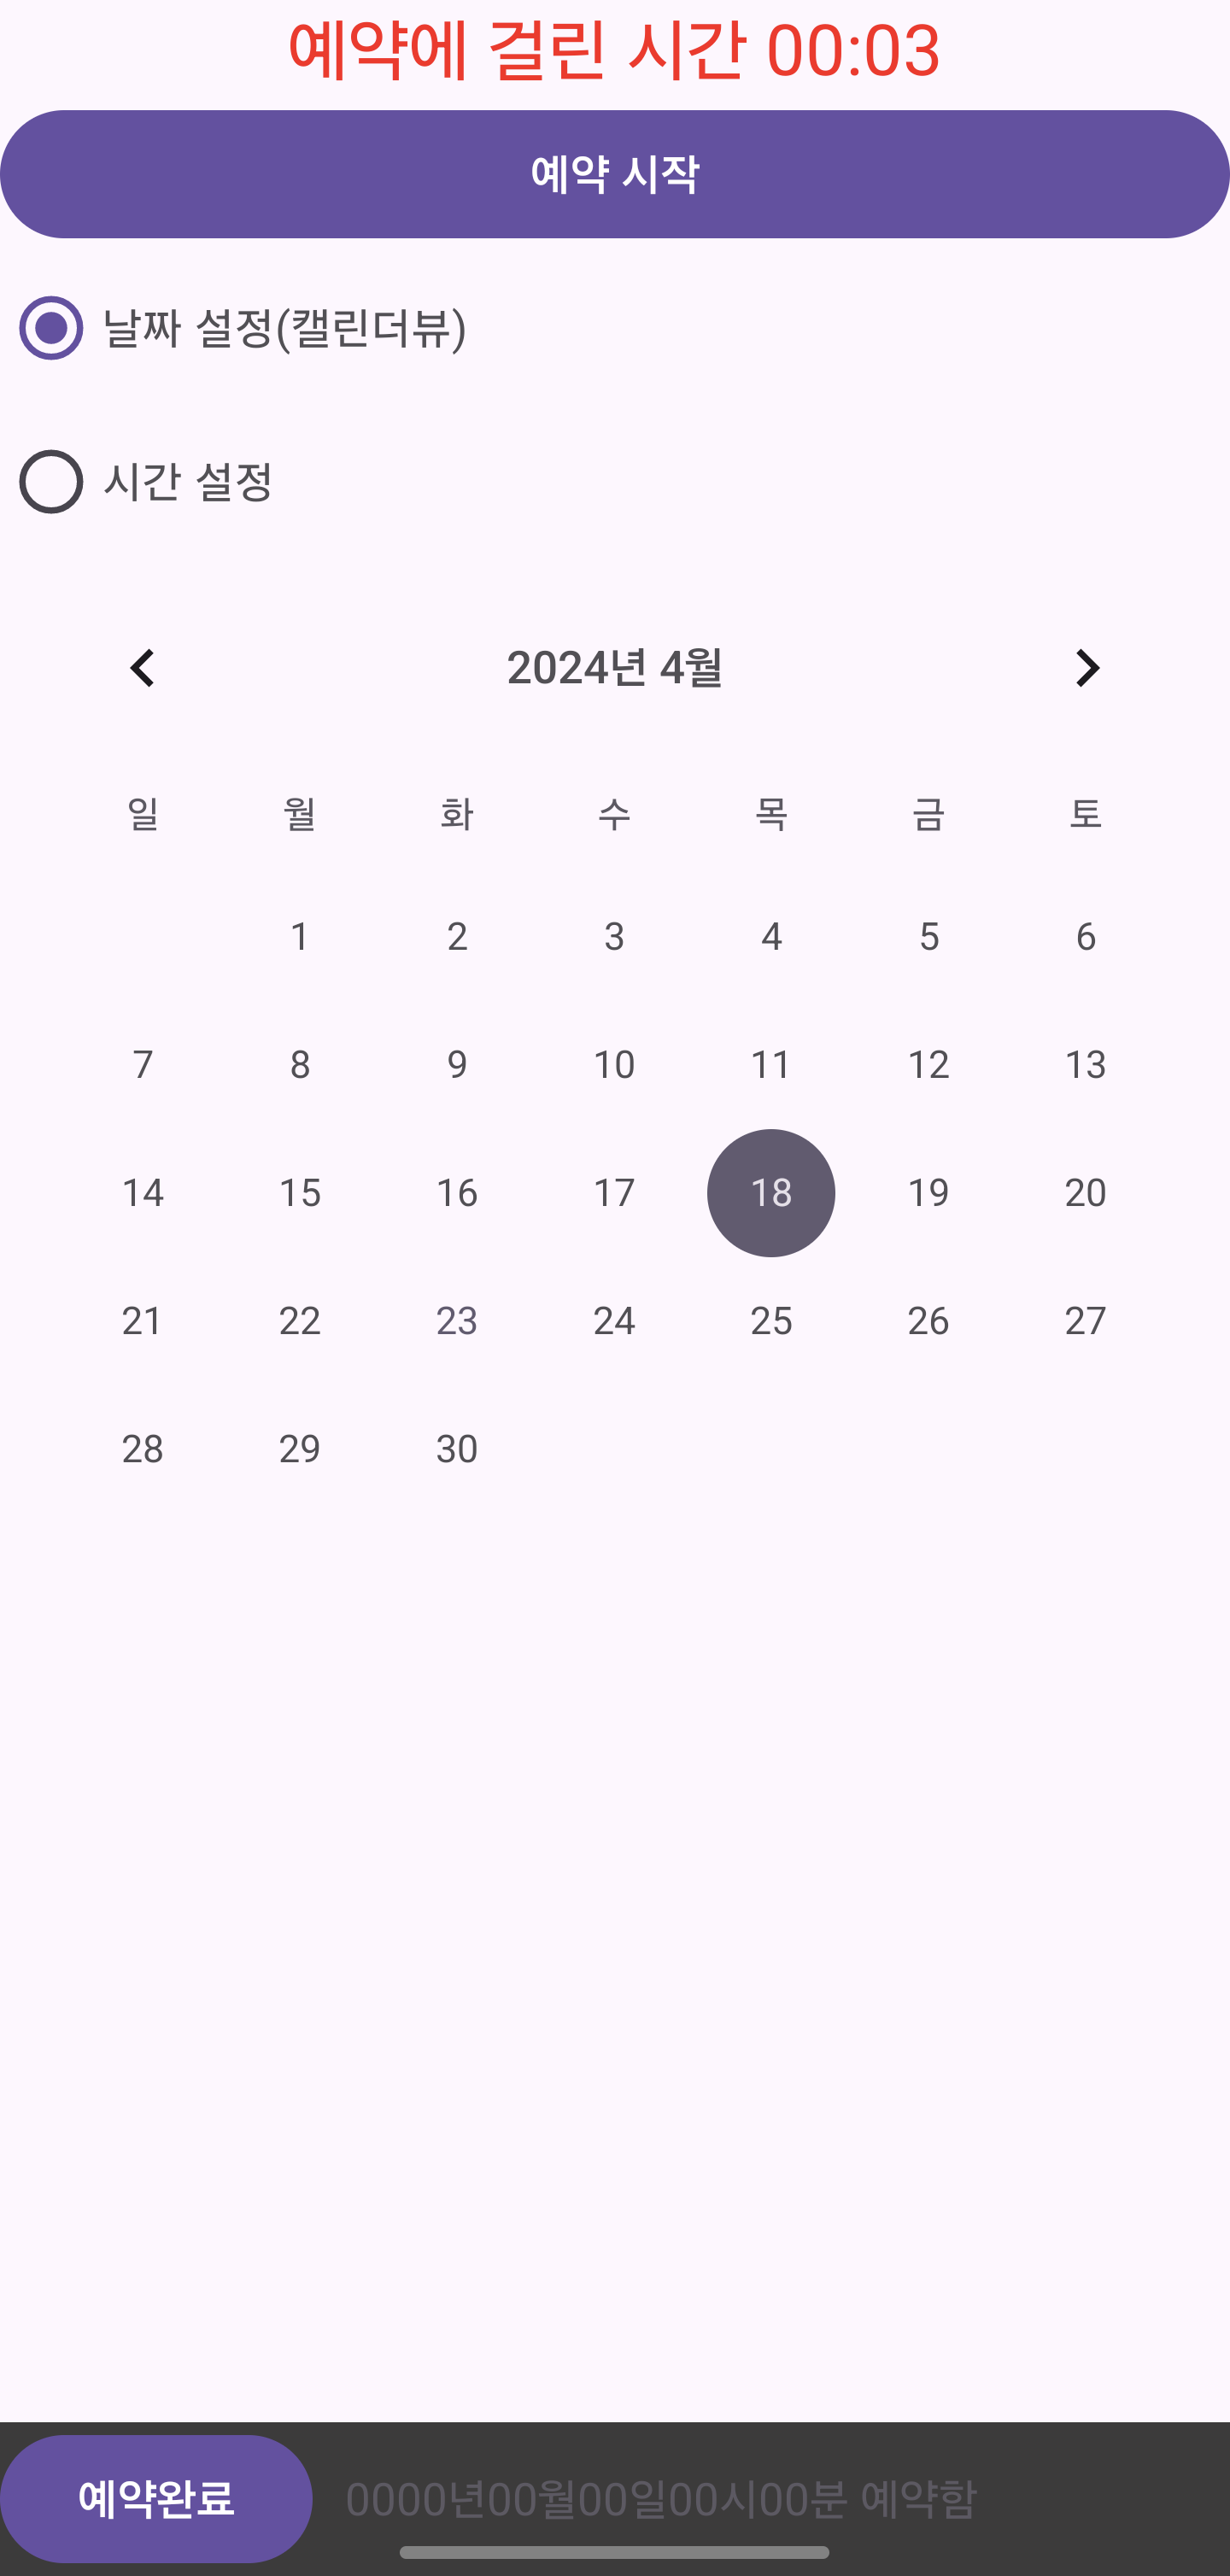 예약에 걸린 시간 00:03
예약 시작
날짜 설정(캘린더뷰)
시간 설정
2024년 4월
일 월 화 수 목 금 토
1 2 3 4 5 6
7 8 9 10 11 12 13
14 15 16 17 18 19 20
21 22 23 24 25 26 27
28 29 30
예약완료 0000년00월00일00시00분 예약함